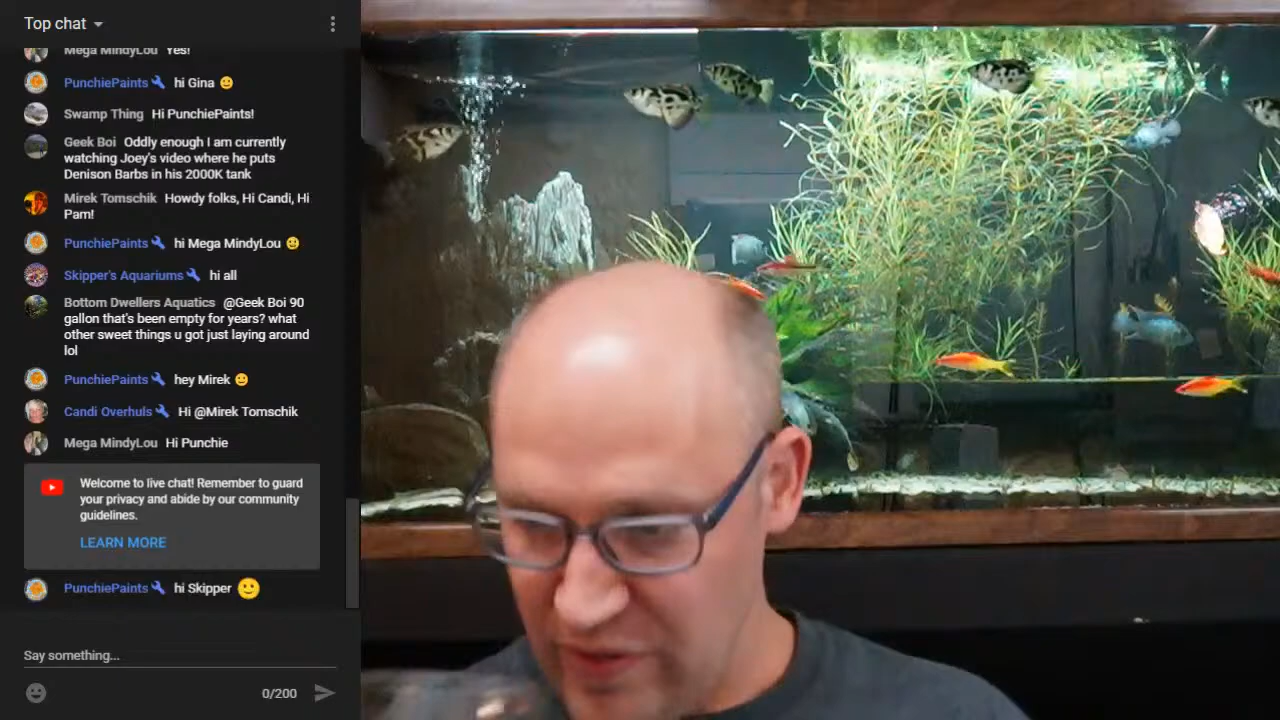 Top chat
Mega MindyLou Yes!
PunchiePaints hi Gina
Swamp Thing Hi PunchiePaints!
Geek Boi Oddly enough I am currently
watching Joey's video where he puts
Denison Barbs in his 2000K tank
Mirek Tomschik Howdy folks, Hi Candi, Hi
Pam!
PunchiePaints hi Mega MindyLou
Skipper's Aquariums hi all
Bottom Dwellers Aquatics @Geek Boi 90
gallon that's been empty for years? what
other sweet things u got just laying around
lol
PunchiePaints hey Mirek
Candi Overhuls Hi @Mirek Tomschik
Mega MindyLou Hi Punchie
Welcome to live chat! Remember to guard
your privacy and abide by our community
guidelines.
LEARN MORE
PunchiePaints hi Skipper
Say something...
0/200